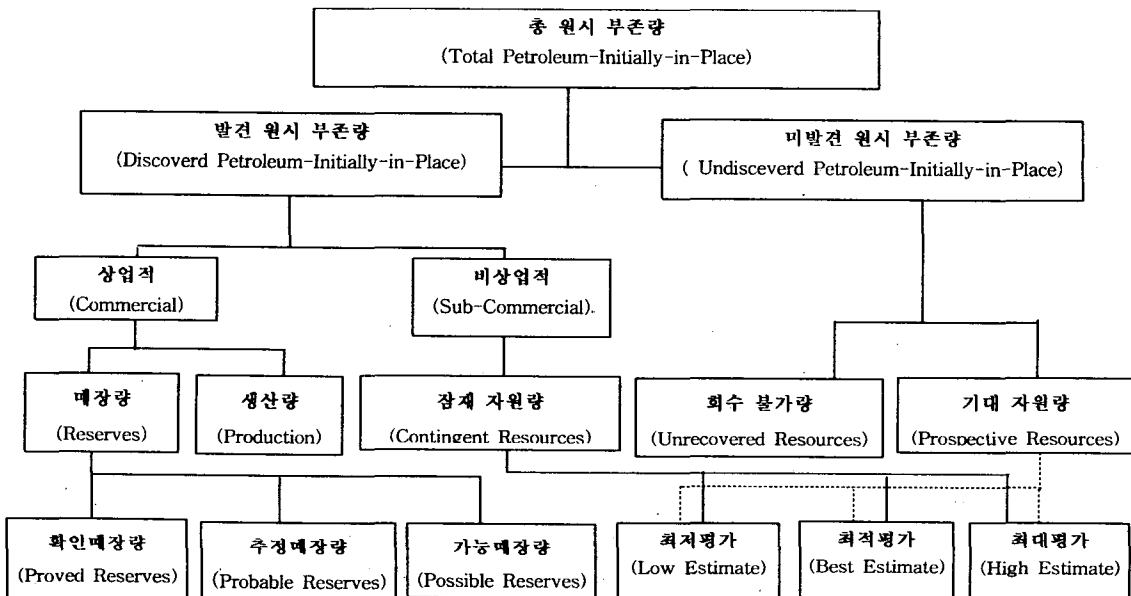 총 원시 부존량
(Total Petroleum-Initially-in-Place)
발견 원시 부존량
(Discoverd Petroleum-Initially-in-Place)
미발견 원시 부존량
( Undisceverd Petroleum-Initially-in-Place)
상업적
(Commercial)
비상업적
(Sub-Commercial)
매장량
(Reserves)
생산량
(Production)
잠재 자원량
(Contingent Resources)
회수 불가량
(Unrecovered Resources)
기대 자원량
(Prospective Resources)
확인매장량
(Proved Reserves)
추정매장량
(Probable Reserves)
가능매장량
(Possible Reserves)
최저평가
(Low Estimate)
최적평가
(Best Estimate)
최대평가
(High Estimate)